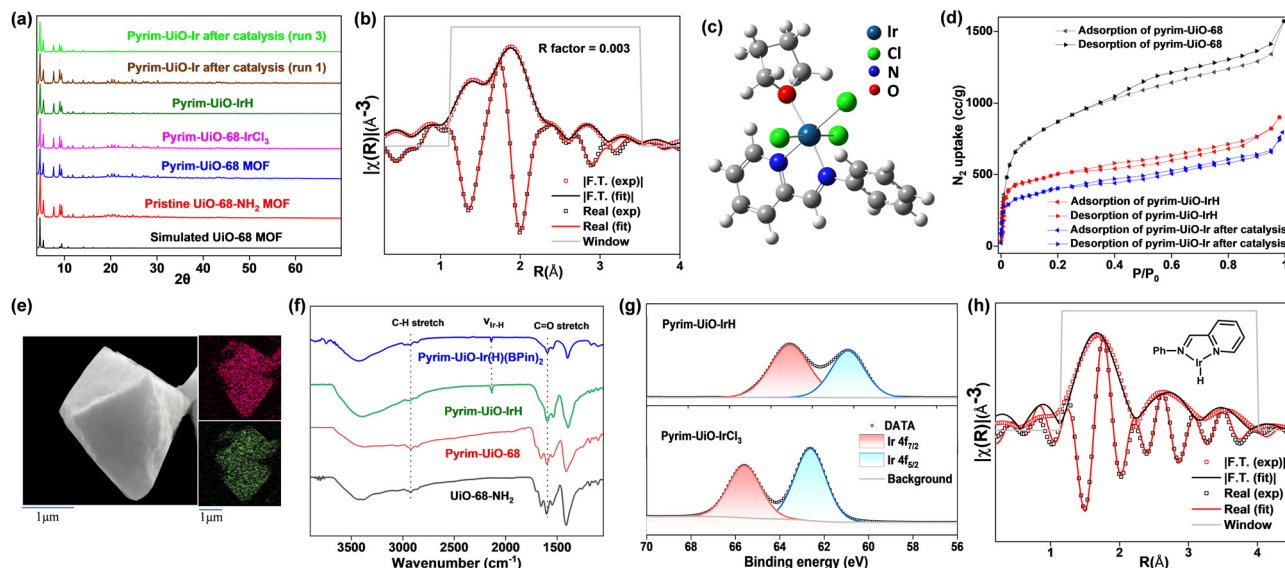 (a)
Pyrim-UiO-Ir after catalysis (run 3)
Pyrim-UiO-Ir after catalysis (run 1)
Pyrim-UiO-IrH
Pyrim-UiO-68-IrCl3
Pyrim-UiO-68 MOF
Pristine UiO-68-NH2 MOF
Simulated UiO-68 MOF
10 20 30 40 50 60
2θ
(b)
R factor = 0.003
|χ(R)|(Å-3)
|F.T. (exp)|
|F.T. (fit)|
Real (exp)
Real (fit)
Window
1 2 3 4
R(Å)
(c)
Ir
Cl
N
O
(d)
Adsorption of pyrim-UiO-68
Desorption of pyrim-UiO-68
1500
1000
500
0
N2 uptake (cc/g)
Adsorption of pyrim-UiO-IrH
Desorption of pyrim-UiO-IrH
Adsorption of pyrim-UiO-Ir after catalysis
Desorption of pyrim-UiO-Ir after catalysis
0 0.2 0.4 0.6 0.8 1
P/P0
(e)
1μm
1μm
(f)
C-H stretch
νIr-H
C=O stretch
Pyrim-UiO-Ir(H)(BPin)2
Pyrim-UiO-IrH
Pyrim-UiO-68
UiO-68-NH2
3500 3000 2500 2000 1500
Wavenumber (cm-1)
(g)
Pyrim-UiO-IrH
Pyrim-UiO-IrCl3
DATA
Ir 4f7/2
Ir 4f5/2
Background
70 68 66 64 62 60 58 56
Binding energy (eV)
(h)
Ph
N
N
Ir
H
|χ(R)|(Å-3)
|F.T. (exp)|
|F.T. (fit)|
Real (exp)
Real (fit)
Window
1 2 3 4
R(Å)